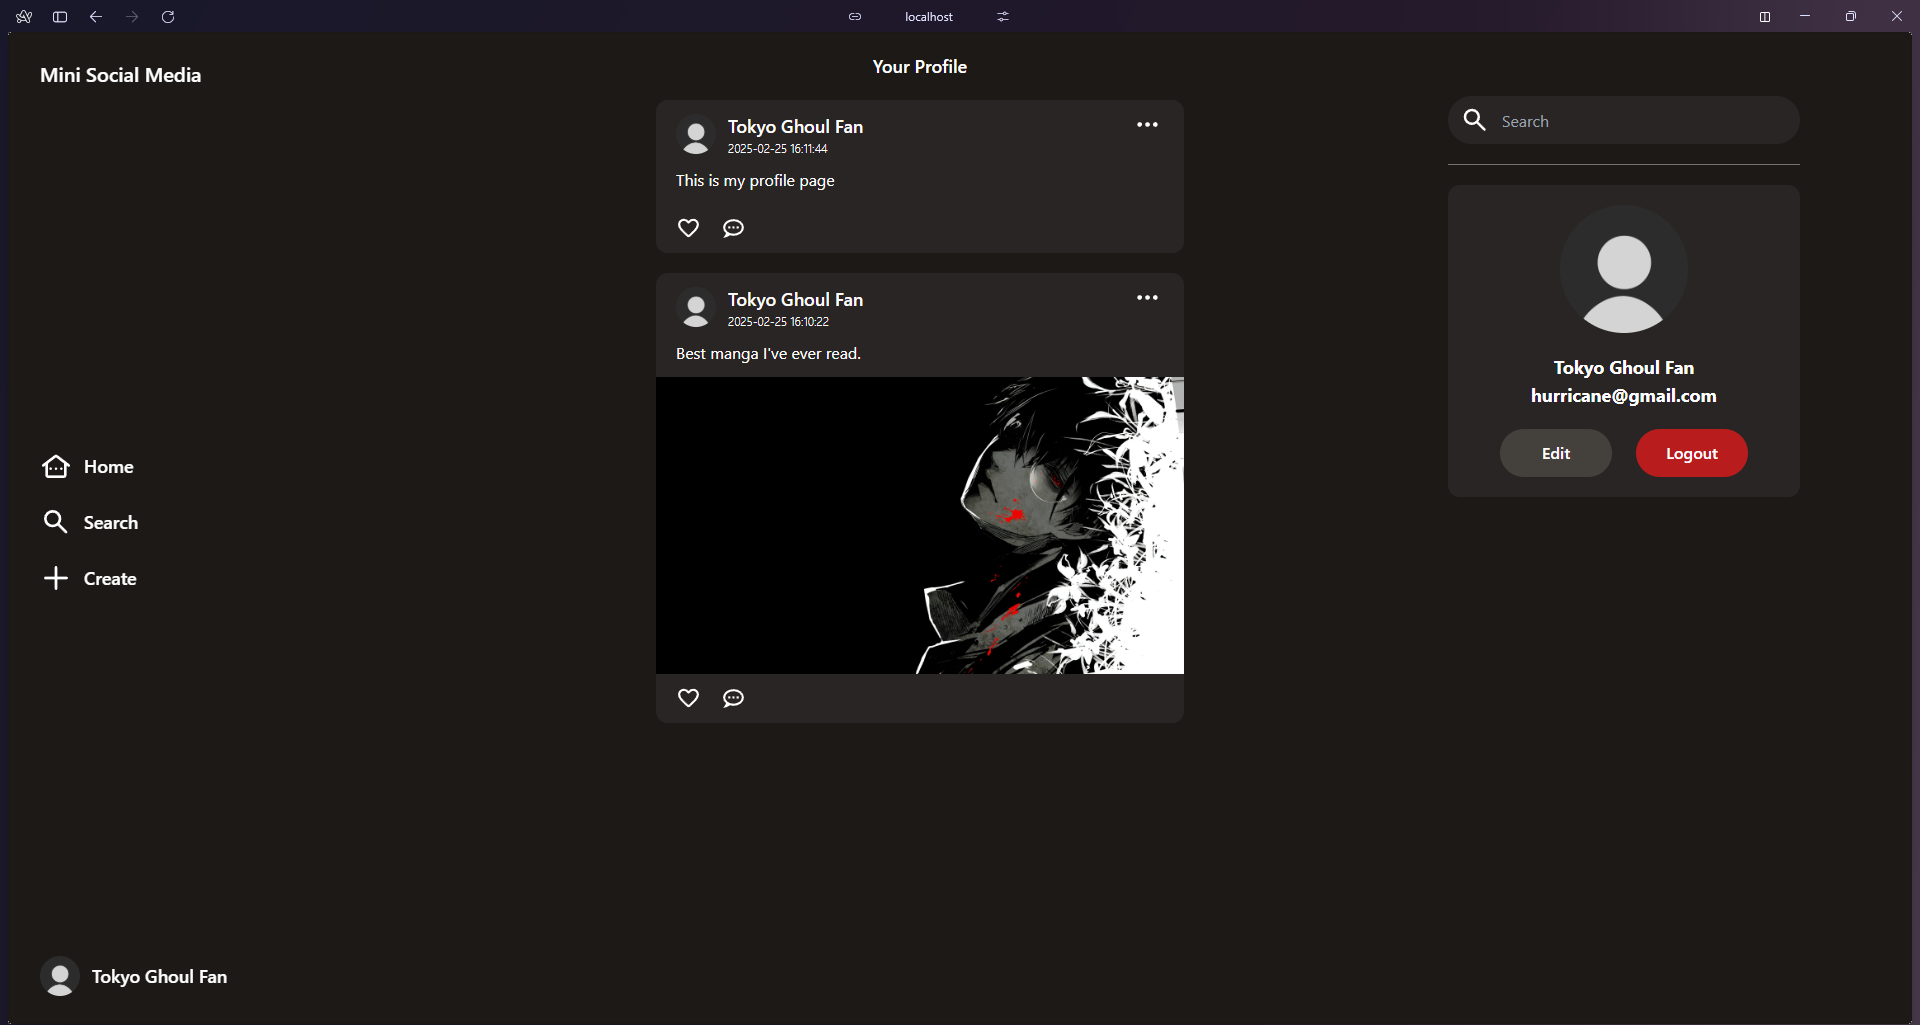 localhost
Mini Social Media
Home
Search
Create
Tokyo Ghoul Fan
Your Profile
Tokyo Ghoul Fan
2025-02-25 16:11:44
This is my profile page
Tokyo Ghoul Fan
2025-02-25 16:10:22
Best manga I've ever read.
Search
Tokyo Ghoul Fan
hurricane@gmail.com
Edit
Logout